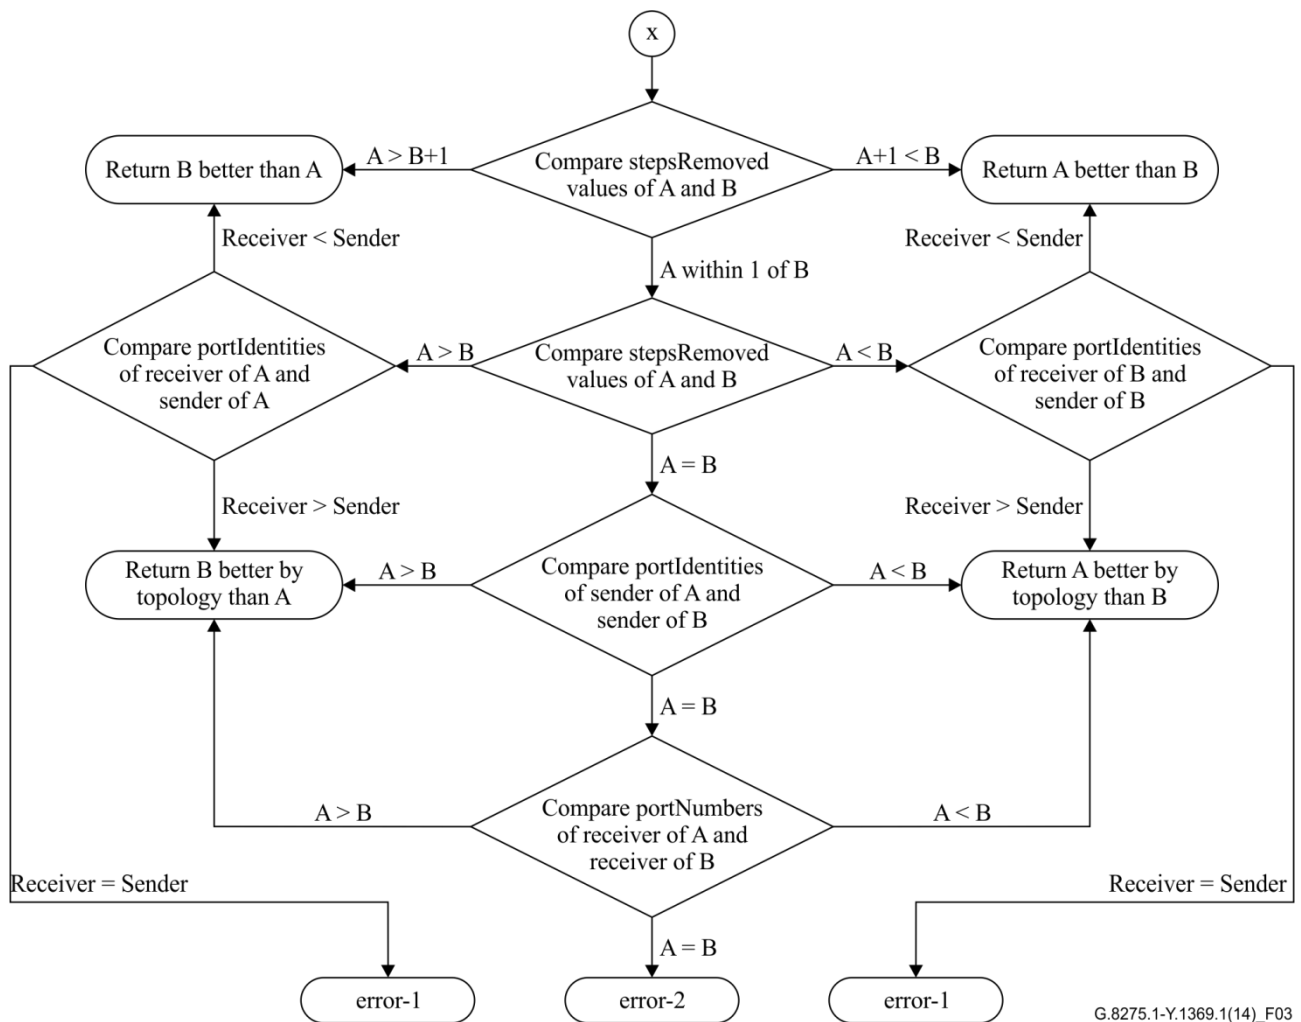 x
Compare stepsRemoved
values of A and B
A > B+1
A+1 < B
Return B better than A
Return A better than B
Receiver < Sender
Receiver < Sender
A within 1 of B
Compare portIdentities
of receiver of A and
sender of A
A > B
Compare stepsRemoved
values of A and B
A < B
Compare portIdentities
of receiver of B and
sender of B
A = B
Receiver > Sender
Receiver > Sender
Return B better by
topology than A
A > B
Compare portIdentities
of sender of A and
sender of B
A < B
Return A better by
topology than B
A = B
A > B
Compare portNumbers
of receiver of A and
receiver of B
A < B
Receiver = Sender
Receiver = Sender
A = B
error-1
error-2
error-1
G.8275.1-Y.1369.1(14)_F03